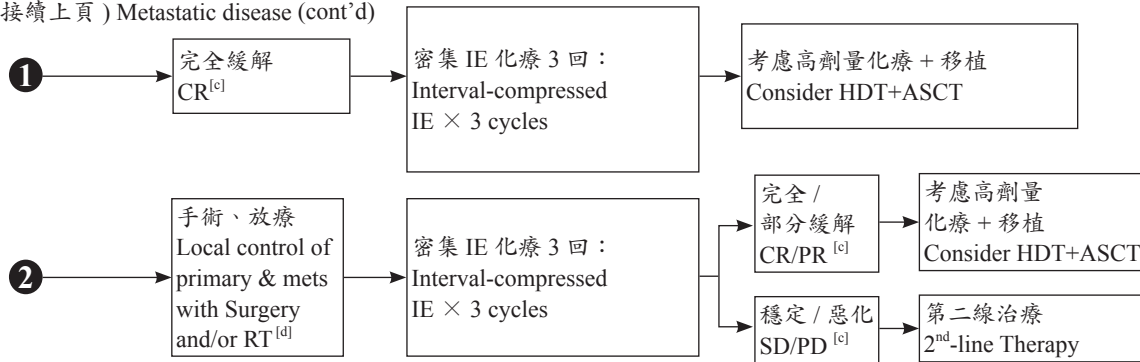 接續上頁 ) Metastatic disease (cont’d)
1
完全緩解
CR[c]
密集 IE 化療 3 回：
Interval-compressed
IE × 3 cycles
考慮高劑量化療 + 移植
Consider HDT+ASCT
2
手術、放療
Local control of
primary & mets
with Surgery
and/or RT [d]
密集 IE 化療 3 回：
Interval-compressed
IE × 3 cycles
完全 /
部分緩解
CR/PR [c]
考慮高劑量
化療 + 移植
Consider HDT+ASCT
穩定 / 惡化
SD/PD [c]
第二線治療
2nd-line Therapy